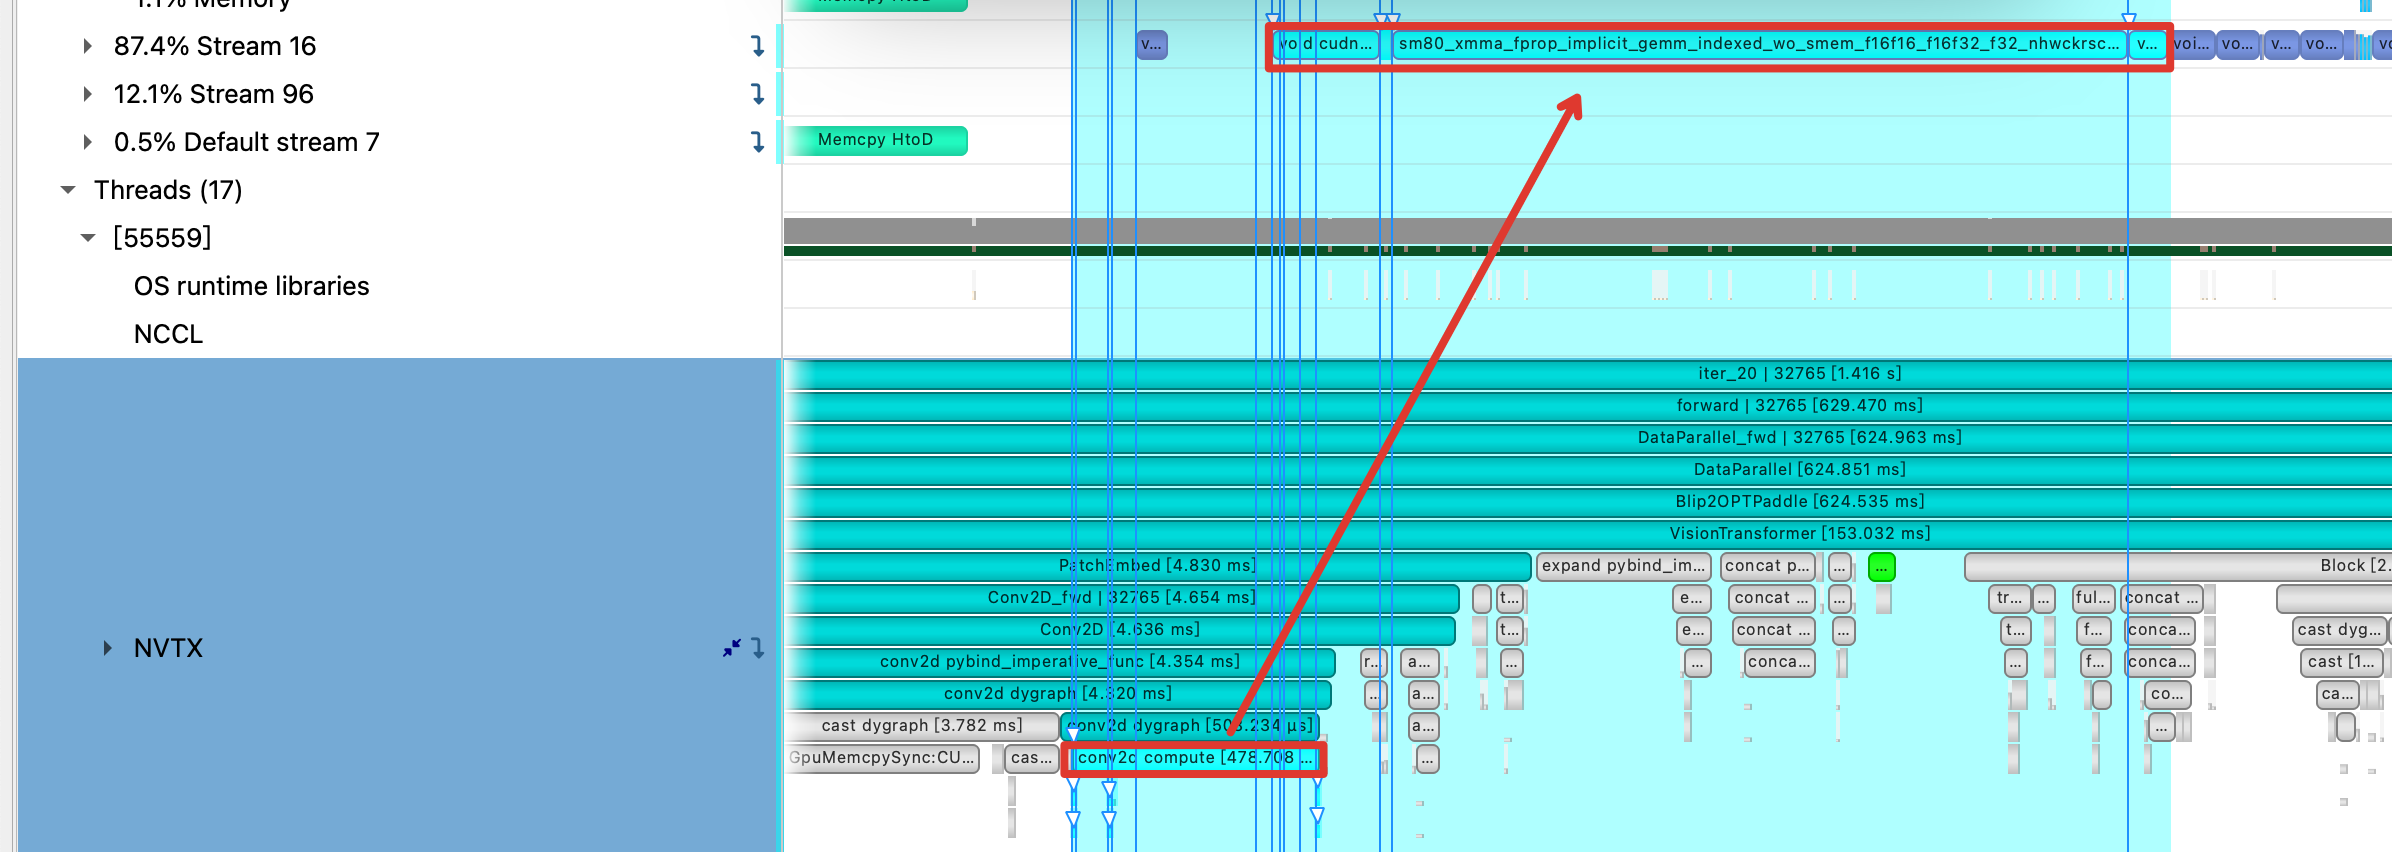 1.1% Memory
Memcpy HtoD
87.4% Stream 16
v...
void cudn...
sm80_xmma_fprop_implicit_gemm_indexed_wo_smem_f16f16_f16f32_f32_nhwckrsc...
v...
voi...
vo...
v...
vo...
12.1% Stream 96
0.5% Default stream 7
Memcpy HtoD
Threads (17)
[55559]
OS runtime libraries
NCCL
NVTX
iter_20 | 32765 [1.416 s]
forward | 32765 [629.470 ms]
DataParallel_fwd | 32765 [624.963 ms]
DataParallel [624.851 ms]
Blip2OPTPaddle [624.535 ms]
VisionTransformer [153.032 ms]
PatchEmbed [4.830 ms]
expand pybind_im...
concat p...
...
...
Block [2.
Conv2D_fwd | 32765 [4.654 ms]
t...
e...
concat ...
...
tr...
...
ful...
concat ...
Conv2D [4.636 ms]
t...
e...
concat ...
...
t...
f...
conca...
cast dyg...
conv2d pybind_imperative_func [4.354 ms]
r...
a...
...
...
conca...
...
f...
conca...
cast [1...
conv2d dygraph [4.320 ms]
...
a...
co...
ca...
cast dygraph [3.782 ms]
conv2d dygraph [503.234 μs]
a...
...
GpuMemcpySync:CU...
cas...
conv2d compute [478.708 ...
...